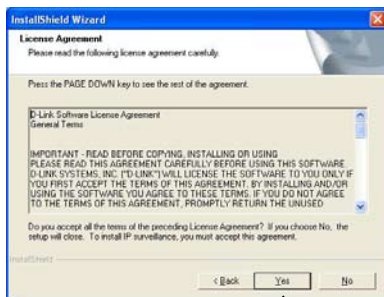 InstallShield Wizard
License Agreement
Please read the following license agreement carefully.
Press the PAGE DOWN key to see the rest of the agreement.
D-Link Software License Agreement
General Terms
IMPORTANT - READ BEFORE COPYING, INSTALLING OR USING
PLEASE READ THIS AGREEMENT CAREFULLY BEFORE USING THIS SOFTWARE.
D-LINK SYSTEMS, INC. ("D-LINK") WILL LICENSE THE SOFTWARE TO YOU ONLY IF
YOU FIRST ACCEPT THE TERMS OF THIS AGREEMENT. BY INSTALLING AND/OR
USING THE SOFTWARE YOU AGREE TO THESE TERMS. IF YOU DO NOT AGREE
TO THE TERMS OF THIS AGREEMENT, PROMPTLY RETURN THE UNUSED
Do you accept all the terms of the preceding License Agreement? If you choose No, the
setup will close. To install IP surveillance, you must accept this agreement.
InstallShield
< Back Yes No